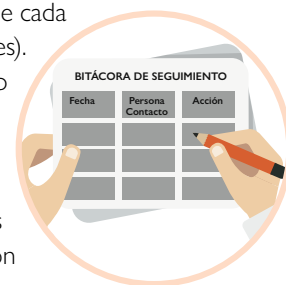 e cada
es).
o
BITÁCORA DE SEGUIMIENTO
Fecha Persona Contacto Acción
s
on